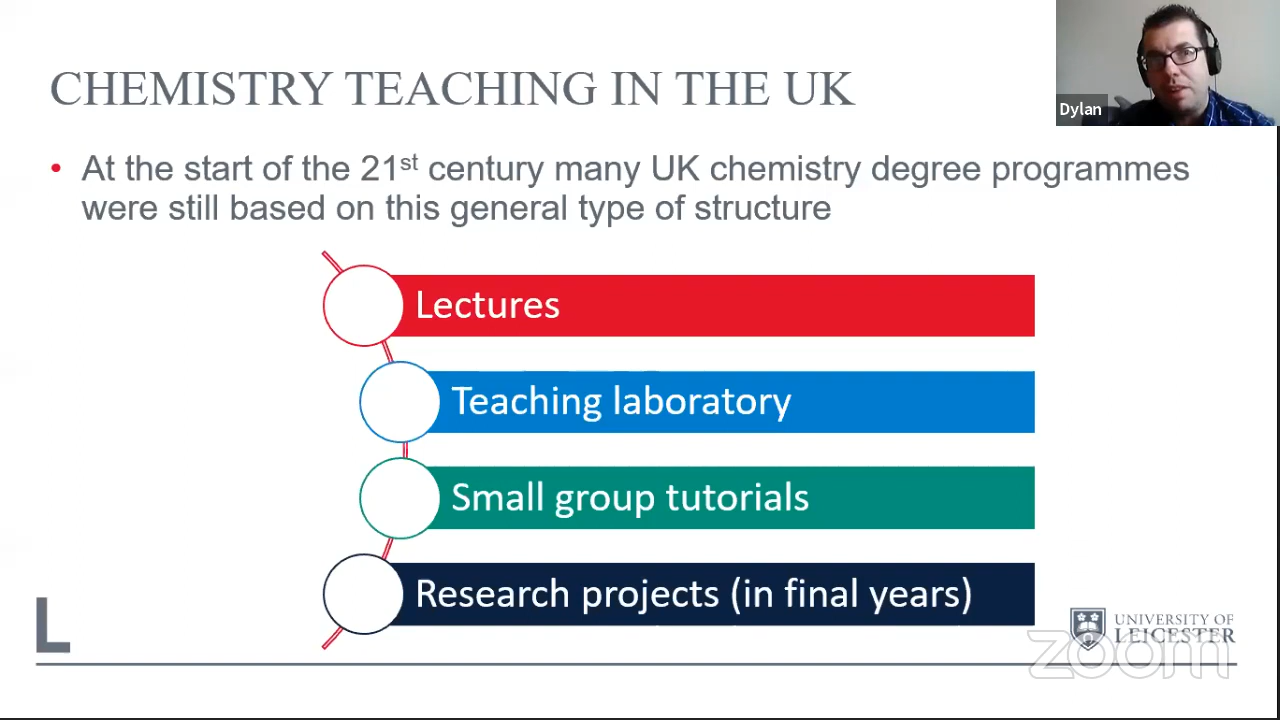 CHEMISTRY TEACHING IN THE UK
Dylan
• At the start of the 21st century many UK chemistry degree programmes
were still based on this general type of structure
Lectures
Teaching laboratory
Small group tutorials
Research projects (in final years)
L
UNIVERSITY OF
LEICESTER
zoom